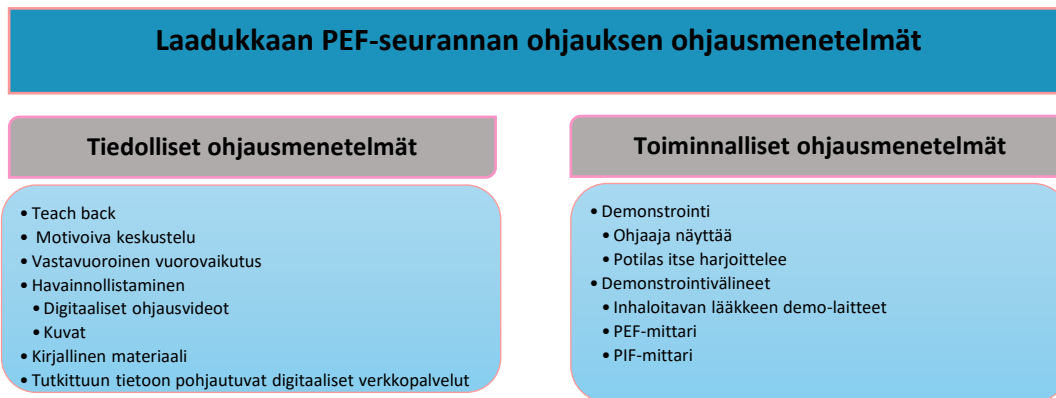 Laadukkaan PEF-seurannan ohjauksen ohjausmenetelmät
Tiedolliset ohjausmenetelmät
• Teach back
• Motivoiva keskustelu
• Vastavuoroinen vuorovaikutus
• Havainnollistaminen
• Digitaaliset ohjausvideot
• Kuvat
• Kirjallinen materiaali
• Tutkittuun tietoon pohjautuvat digitaaliset verkkopalvelut
Toiminnalliset ohjausmenetelmät
• Demonstrointi
• Ohjaaja näyttää
• Potilas itse harjoittelee
• Demonstrointivälineet
• Inhaloitavan lääkkeen demo-laitteet
• PEF-mittari
• PIF-mittari